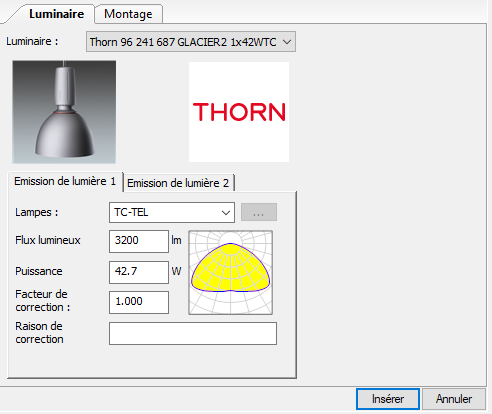 Luminaire Montage
Luminaire : Thorn 96 241 687 GLACIER2 1x42WTC
THORN
Emission de lumière 1 Emission de lumière 2
Lampes : TC-TEL ...
Flux lumineux 3200 lm
Puissance 42.7 W
Facteur de
correction : 1.000
Raison de
correction
Insérer Annuler